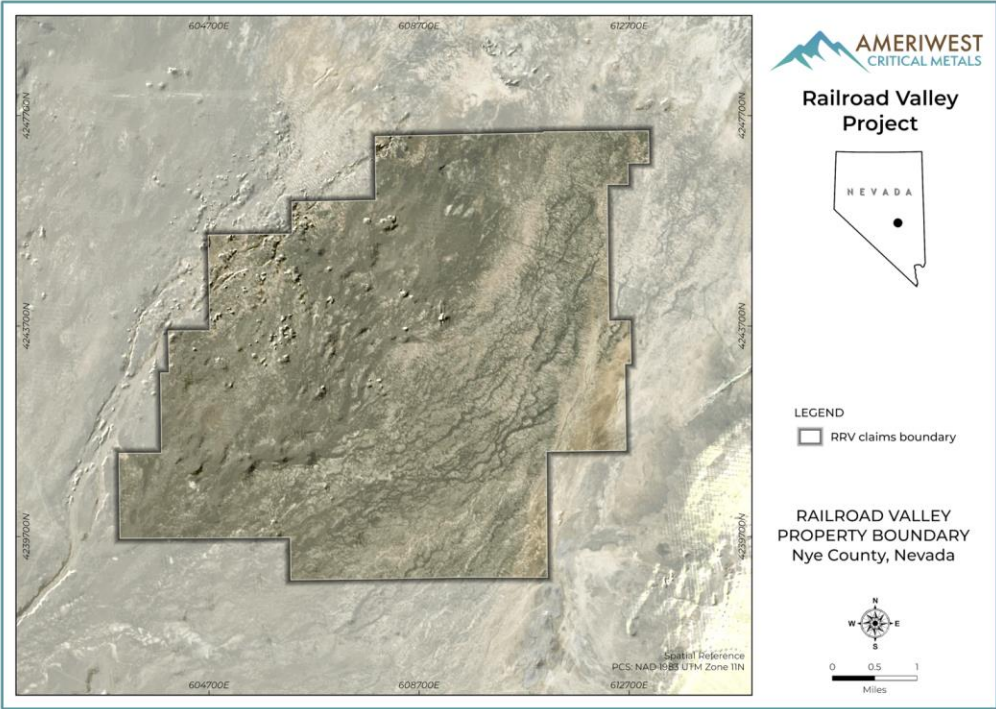 604700E
608700E
612700E
4247700N
4247700N
4243700N
4243700N
4239700N
4239700N
Spatial Reference
PCS: NAD 1983 UTM Zone 11N
604700E
608700E
612700E
AMERIWEST
CRITICAL METALS
Railroad Valley
Project
NEVADA
LEGEND
RRV claims boundary
RAILROAD VALLEY
PROPERTY BOUNDARY
Nye County, Nevada
N
W
E
S
0 0.5 1
Miles